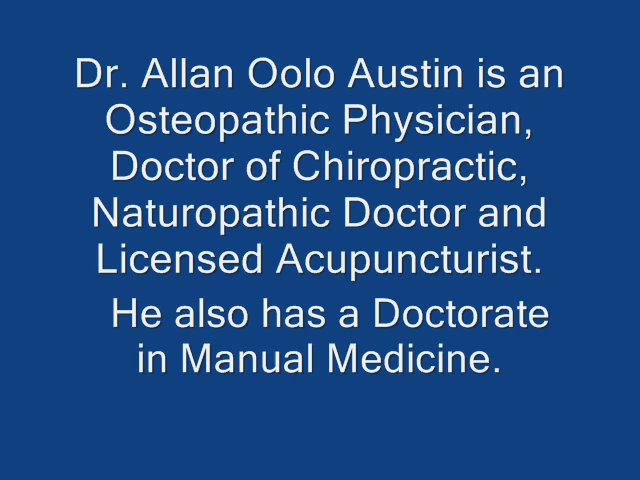 Dr. Allan Oolo Austin is an
Osteopathic Physician,
Doctor of Chiropractic,
Naturopathic Doctor and
Licensed Acupuncturist.
He also has a Doctorate
in Manual Medicine.